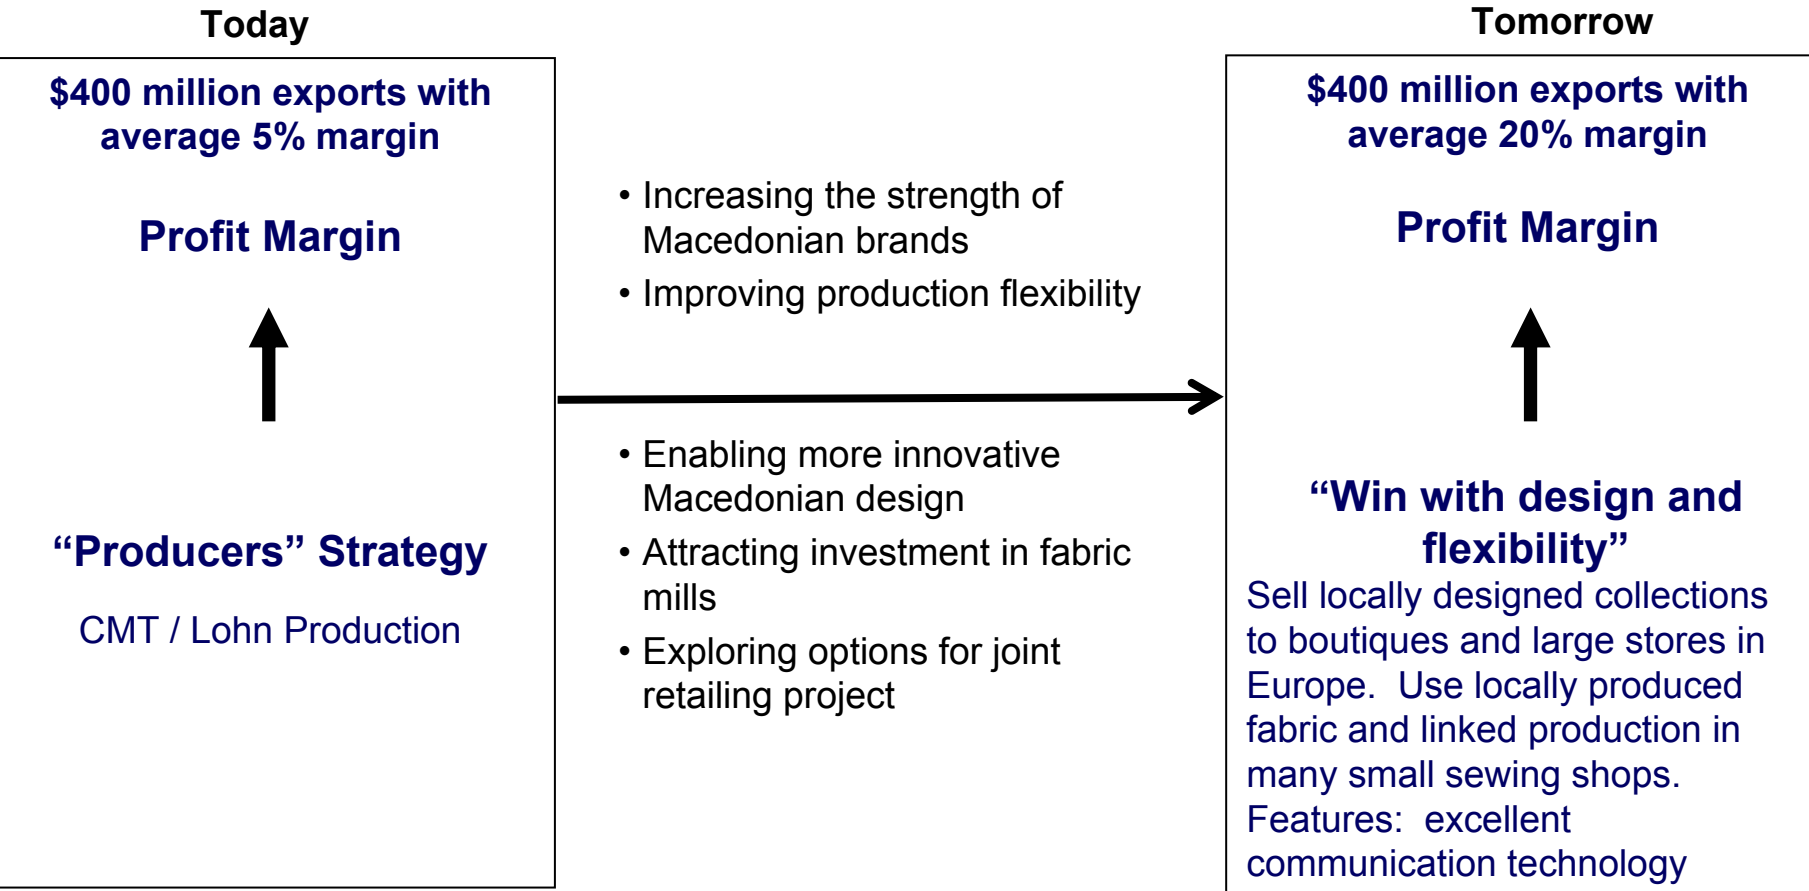 Today
$400 million exports with
average 5% margin
Profit Margin
“Producers” Strategy
CMT / Lohn Production
• Increasing the strength of
Macedonian brands
• Improving production flexibility
• Enabling more innovative
Macedonian design
• Attracting investment in fabric
mills
• Exploring options for joint
retailing project
Tomorrow
$400 million exports with
average 20% margin
Profit Margin
“Win with design and
flexibility”
Sell locally designed collections
to boutiques and large stores in
Europe.  Use locally produced
fabric and linked production in
many small sewing shops.
Features:  excellent
communication technology